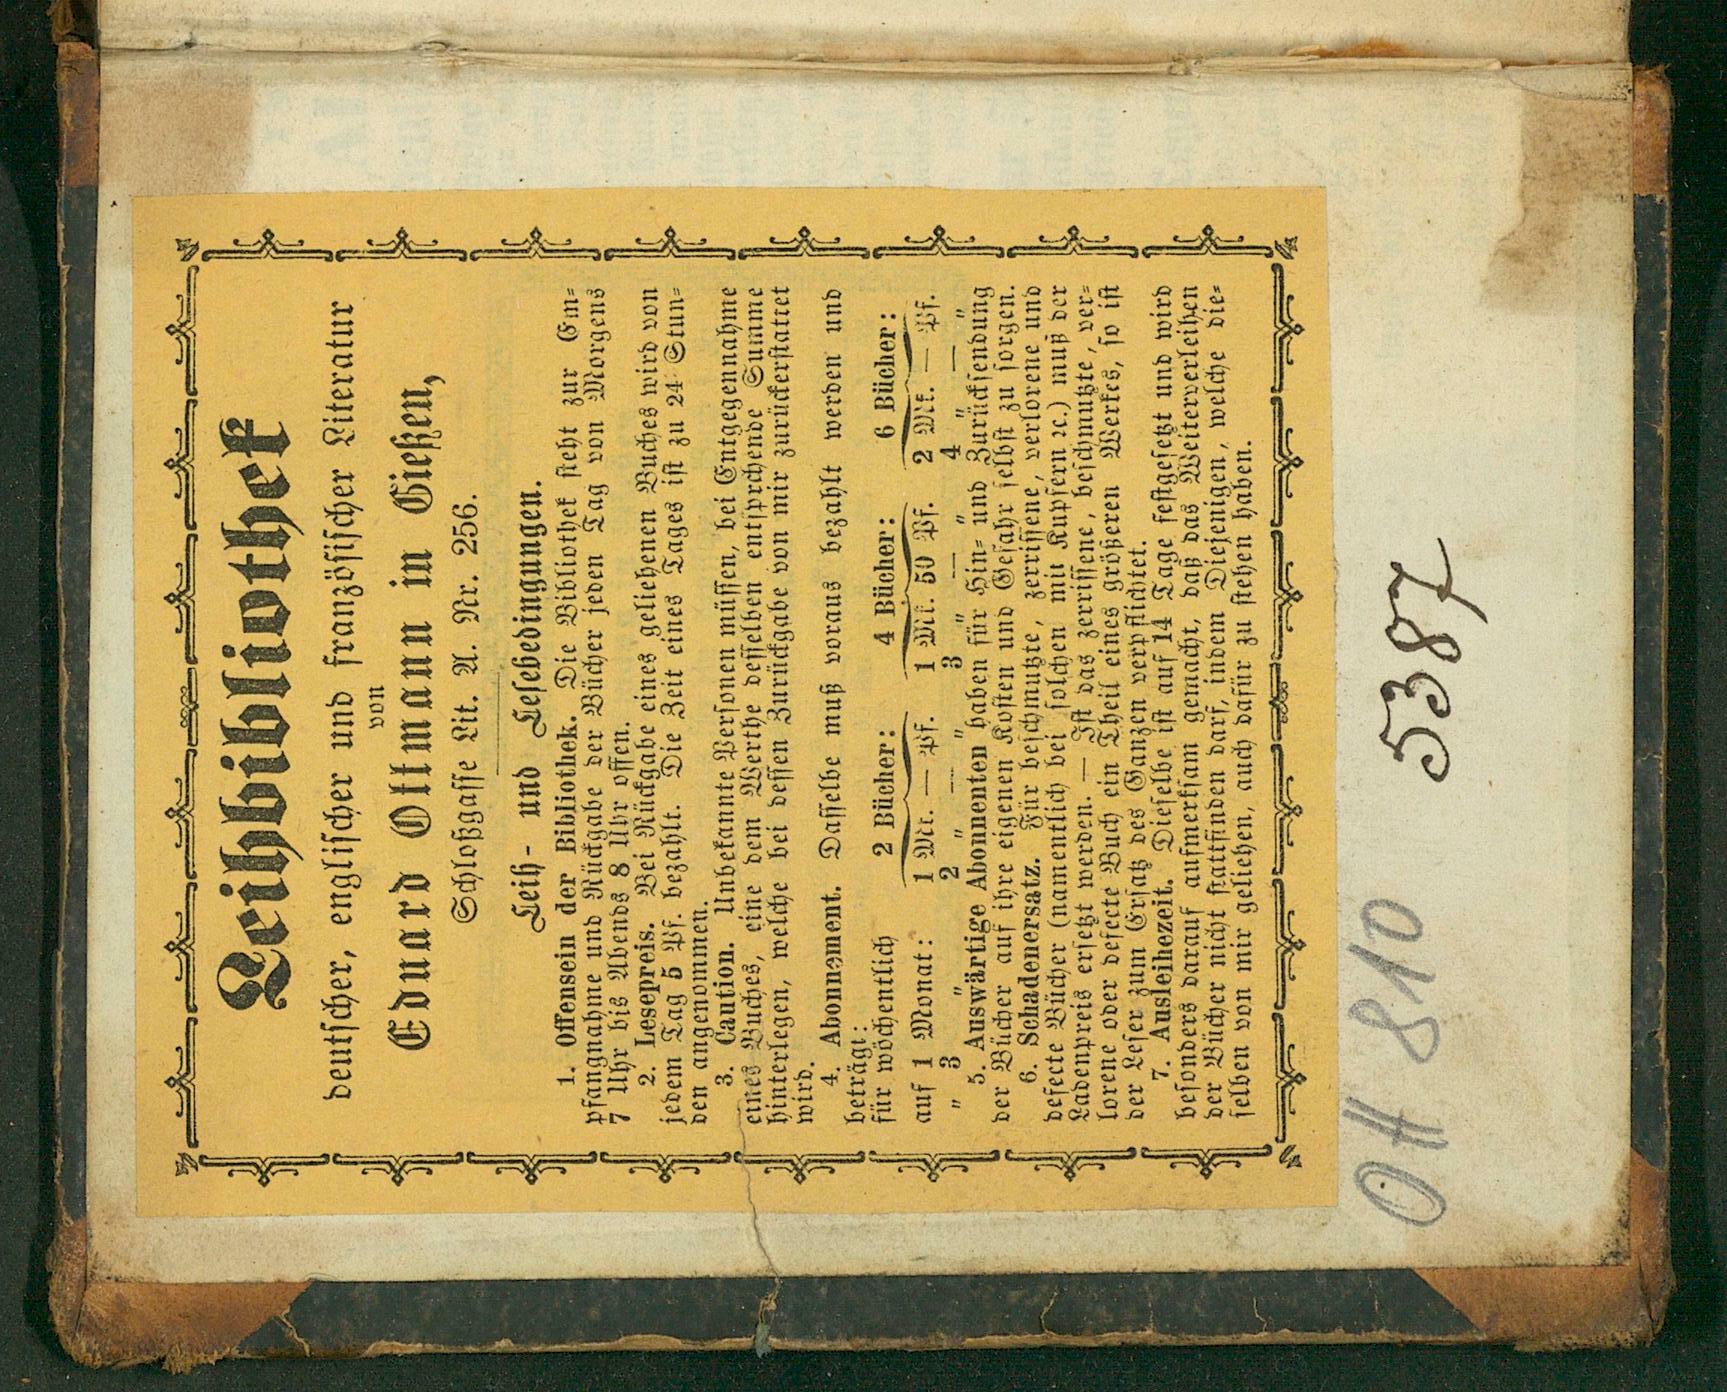 Leihbibliothek
deutscher, englischer und französischer Literatur
von
Eduard Ottmann in Gießen,
Schloßgasse Lit. A. Nr. 256.
Leih- und Lesebedingungen.
1. Offensein der Bibliothek. Die Bibliothek steht zur Em-
pfangnahme und Rückgabe der Bücher jeden Tag von Morgens
7 Uhr bis Abends 8 Uhr offen.
2. Lesepreis. Bei Rückgabe eines geliehenen Buches wird von
jedem Tag 5 Pf. bezahlt. Die Zeit eines Tages ist zu 24 Stun-
den angenommen.
3. Caution. Unbekannte Personen müssen, bei Entgegennahme
eines Buches, eine dem Werthe desselben entsprchende Summe
hinterlegen, welche bei dessen Zurückgabe von mir zurückerstattet
wird.
4. Abonnement. Dasselbe muß voraus bezahlt werden und
beträgt:
für wöchentlich 2 Bücher: 4 Bücher: 6 Bücher:
auf 1 Monat: 1 Mk. — Pf. 1 Mk. 50 Pf. 2 Mk. — Pf.
„ 3 „ 2 „ — „ 3 „ — „ 4 „ — „
5. Auswärtige Abonnenten haben für Hin- und Zurücksendung
der Bücher auf ihre eigenen Kosten und Gefahr selbst zu sorgen.
6. Schadenersatz. Für beschmutzte, zerrissene, verlorene und
defecte Bücher (namentlich bei solchen mit Kupfern ꝛc.) muß der
Ladenpreis ersetzt werden. — Ist das zerrissene, beschmutzte, ver-
lorene oder defecte Buch ein Theil eines größeren Werkes, so ist
der Leser zum Ersatz des Ganzen verpflichtet.
7. Ausleihezeit. Dieselbe ist auf 14 Tage festgesetzt und wird
besonders darauf aufmerksam gemacht, daß das Weiterverleihen
der Bücher nicht stattfinden darf, indem Diejenigen, welche die-
selben von mir geliehen, auch dafür zu stehen haben.
OH 810
5387